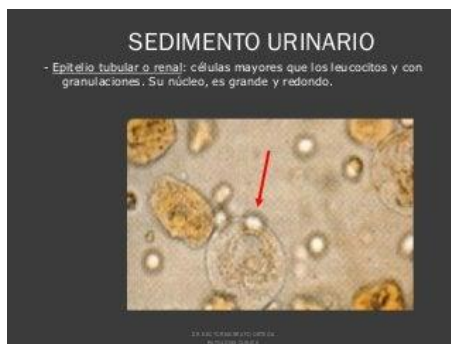 SEDIMENTO URINARIO
- Epitelio tubular o renal: células mayores que los leucocitos y con
granulaciones. Su núcleo, es grande y redondo.